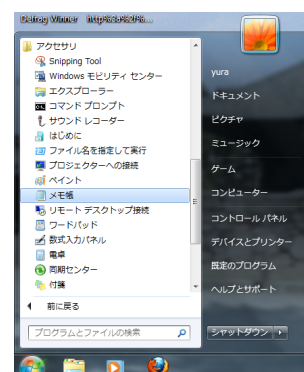 Defrag Winner http%3a%2f%...
アクセサリ
Snipping Tool
Windows モビリティ センター
エクスプローラー
コマンド プロンプト
サウンド レコーダー
はじめに
ファイル名を指定して実行
プロジェクターへの接続
ペイント
メモ帳
リモート デスクトップ接続
ワードパッド
数式入力パネル
電卓
同期センター
付箋
前に戻る
プログラムとファイルの検索
yura
ドキュメント
ピクチャ
ミュージック
ゲーム
コンピューター
コントロール パネル
デバイスとプリンター
既定のプログラム
ヘルプとサポート
シャットダウン